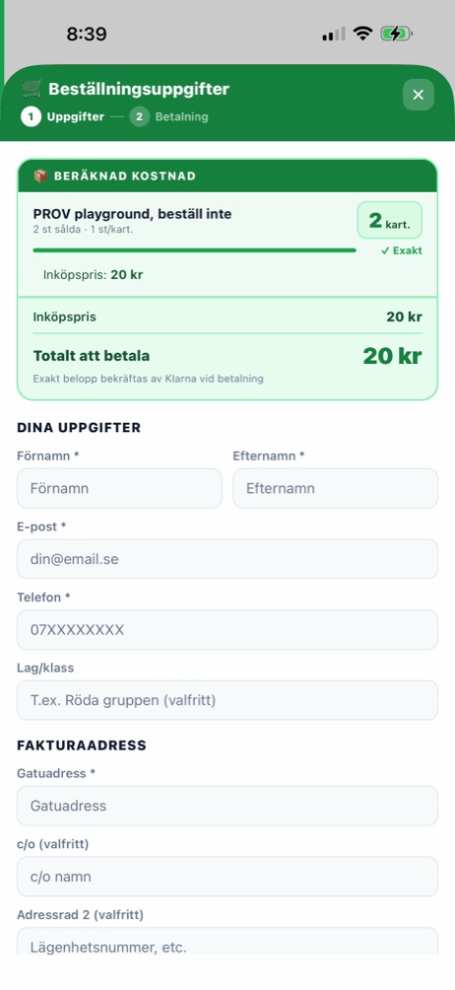 8:39
Beställningsuppgifter
1 Uppgifter — 2 Betalning
BERÄKNAD KOSTNAD
PROV playground, beställ inte
2 kart.
2 st sålda · 1 st/kart.
✓ Exakt
Inköpspris: 20 kr
Inköpspris 20 kr
Totalt att betala 20 kr
Exakt belopp bekräftas av Klarna vid betalning
DINA UPPGIFTER
Förnamn * Efternamn *
Förnamn Efternamn
E-post *
din@email.se
Telefon *
07XXXXXXXX
Lag/klass
T.ex. Röda gruppen (valfritt)
FAKTURAADRESS
Gatuadress *
Gatuadress
c/o (valfritt)
c/o namn
Adressrad 2 (valfritt)
Lägenhetsnummer, etc.